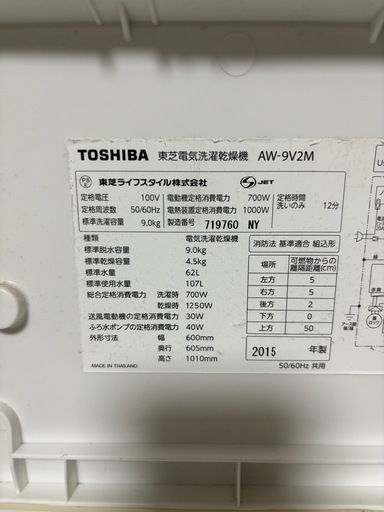 TOSHIBA 東芝電気洗濯乾燥機 AW-9V2M
東芝ライフスタイル株式会社 JET
定格電圧 100V 電動機定格消費電力 700W 定格時間 洗いのみ 12分
定格周波数 50/60Hz 電熱装置定格消費電力 1000W
標準洗濯容量 9.0kg 製造番号 719760 NY
種類 電気洗濯乾燥機
標準脱水容量 9.0kg
標準乾燥容量 4.5kg
標準水量 62L
標準使用水量 107L
総合定格消費電力 洗濯時 700W
乾燥時 1250W
送風電動機の定格消費電力 30W
ふろ水ポンプの定格消費電力 40W
外形寸法 幅 600mm
奥行 605mm
高さ 1010mm
MADE IN THAILAND
消防法 基準適合 組込形
場所 可燃物からの離隔距離(cm)
左方 5
右方 5
後方 2
下方 0
上方 50
2015 年製
50/60Hz 共用